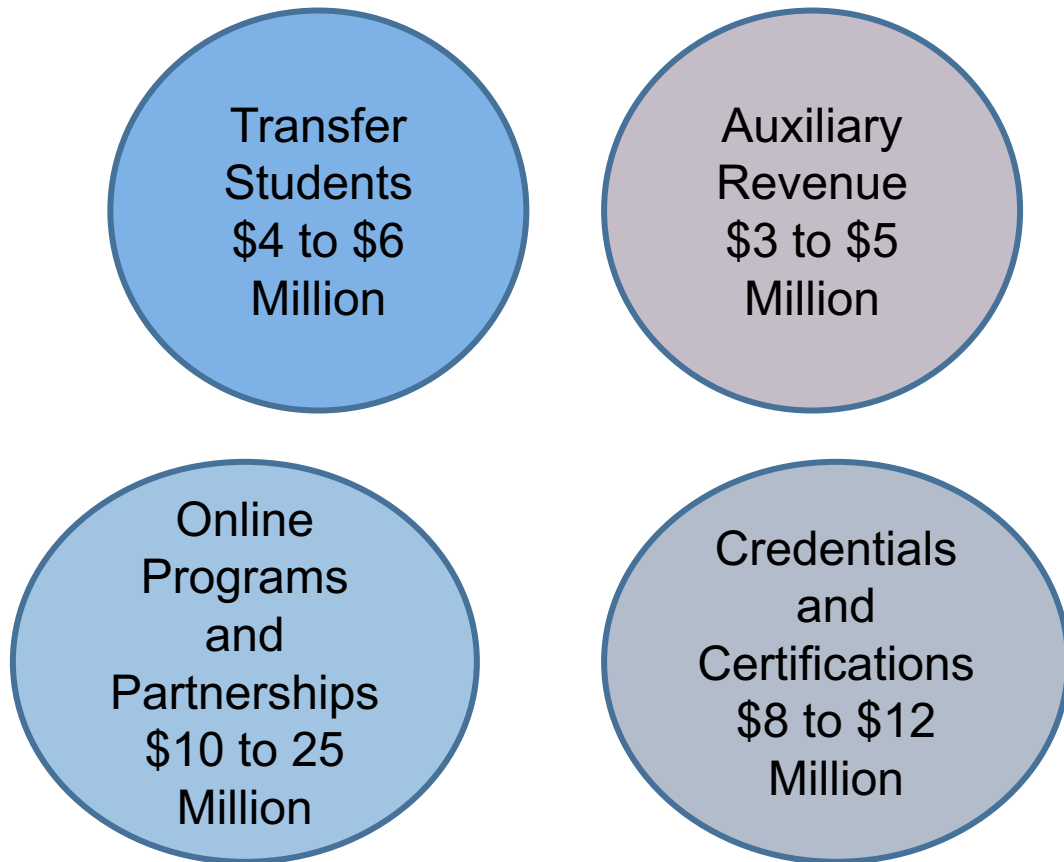 Transfer
Students
$4 to $6
Million
Auxiliary
Revenue
$3 to $5
Million
Online
Programs
and
Partnerships
$10 to 25
Million
Credentials
and
Certifications
$8 to $12
Million